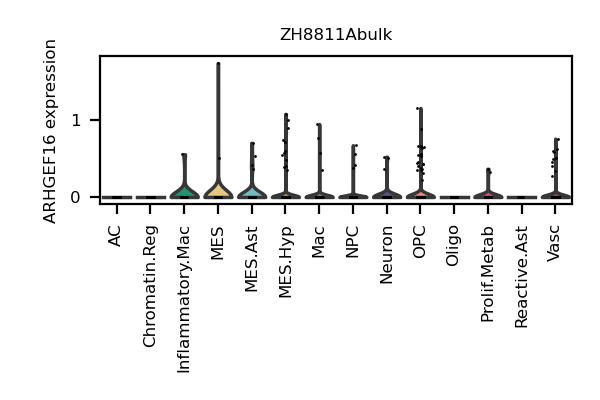 ZH8811Abulk
ARHGEF16 expression
1
0
AC
Chromatin.Reg
Inflammatory.Mac
MES
MES.Ast
MES.Hyp
Mac
NPC
Neuron
OPC
Oligo
Prolif.Metab
Reactive.Ast
Vasc